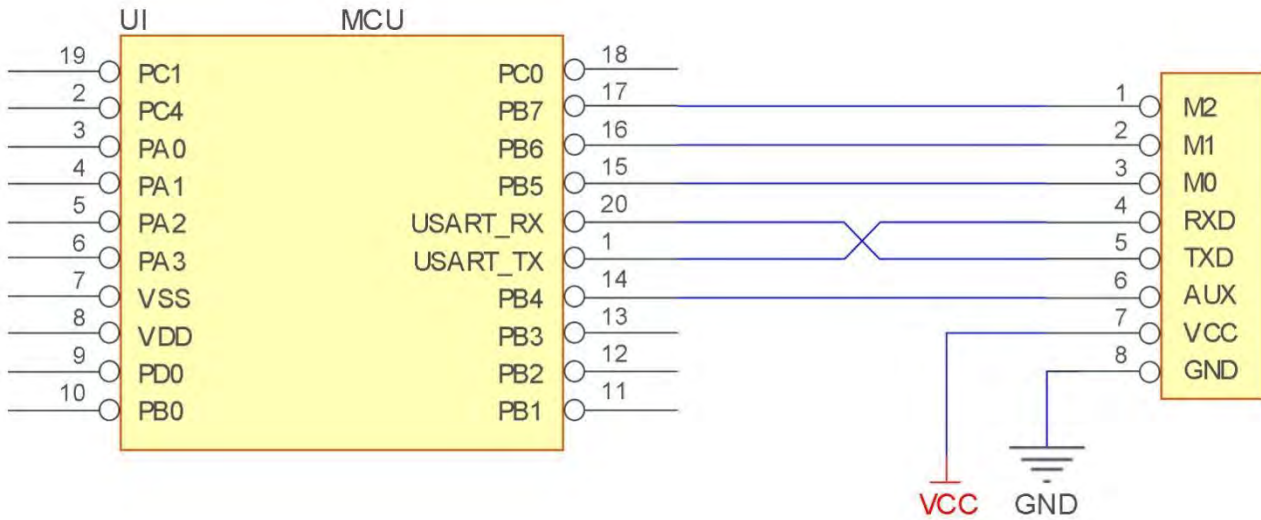 UI MCU
19 PC1 PC0 18
2 PC4 PB7 17 1 M2
3 PA0 PB6 16 2 M1
4 PA1 PB5 15 3 M0
5 PA2 USART_RX 20 4 RXD
6 PA3 USART_TX 1 5 TXD
7 VSS PB4 14 6 AUX
8 VDD PB3 13 7 VCC
9 PD0 PB2 12 8 GND
10 PB0 PB1 11
VCC GND